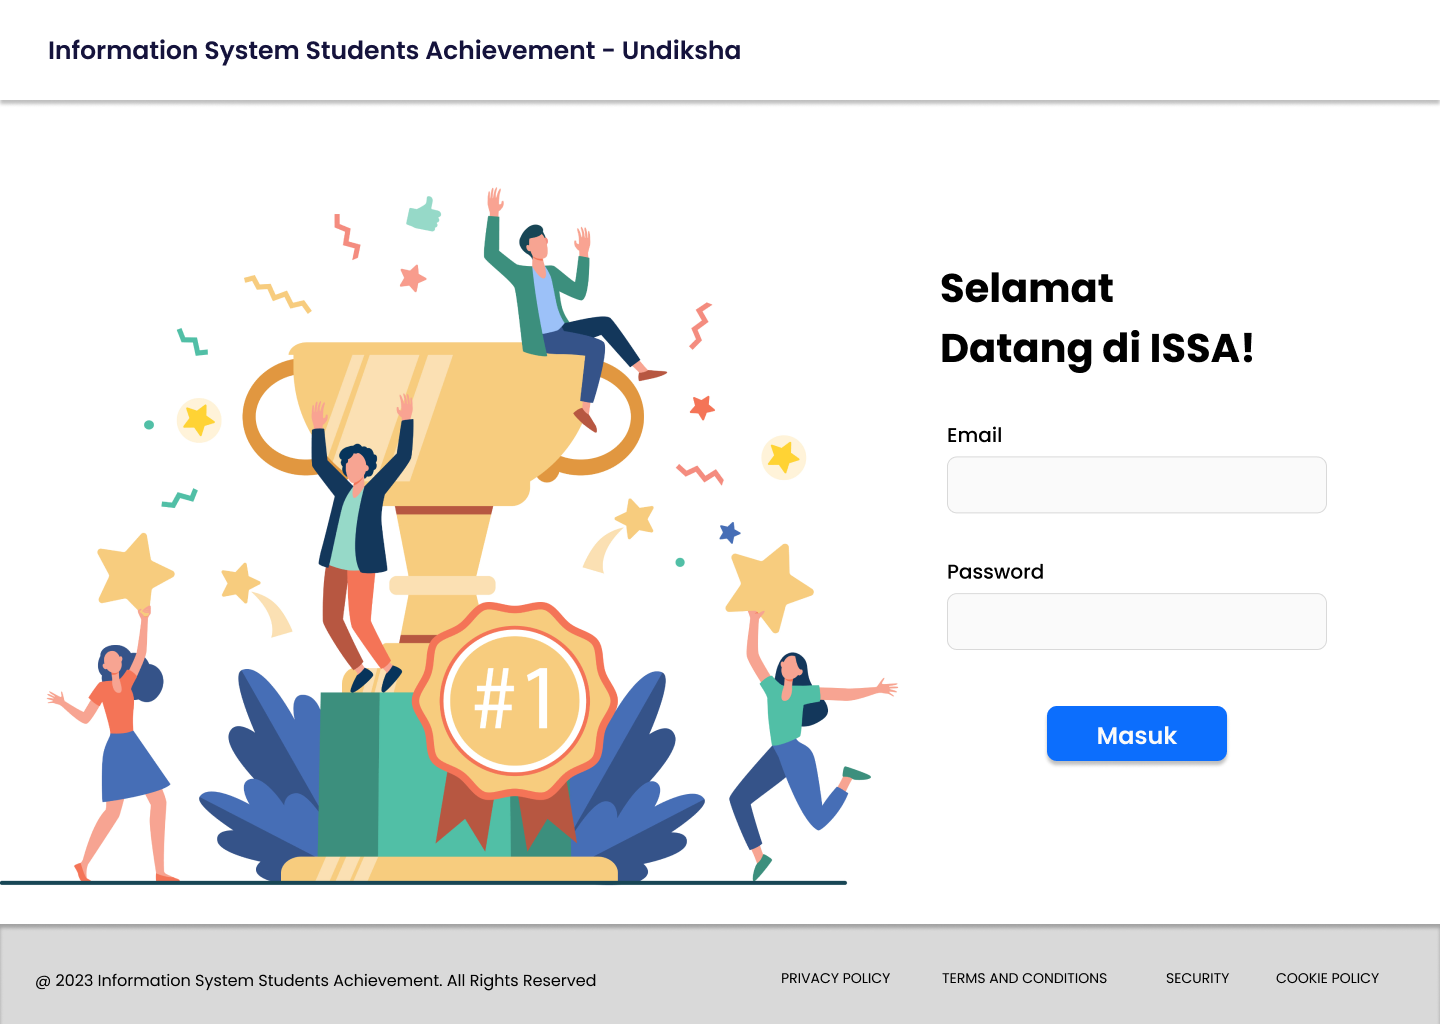 Information System Students Achievement - Undiksha
Selamat
Datang di ISSA!
Email
Password
Masuk
#1
@ 2023 Information System Students Achievement. All Rights Reserved
PRIVACY POLICY
TERMS AND CONDITIONS
SECURITY
COOKIE POLICY